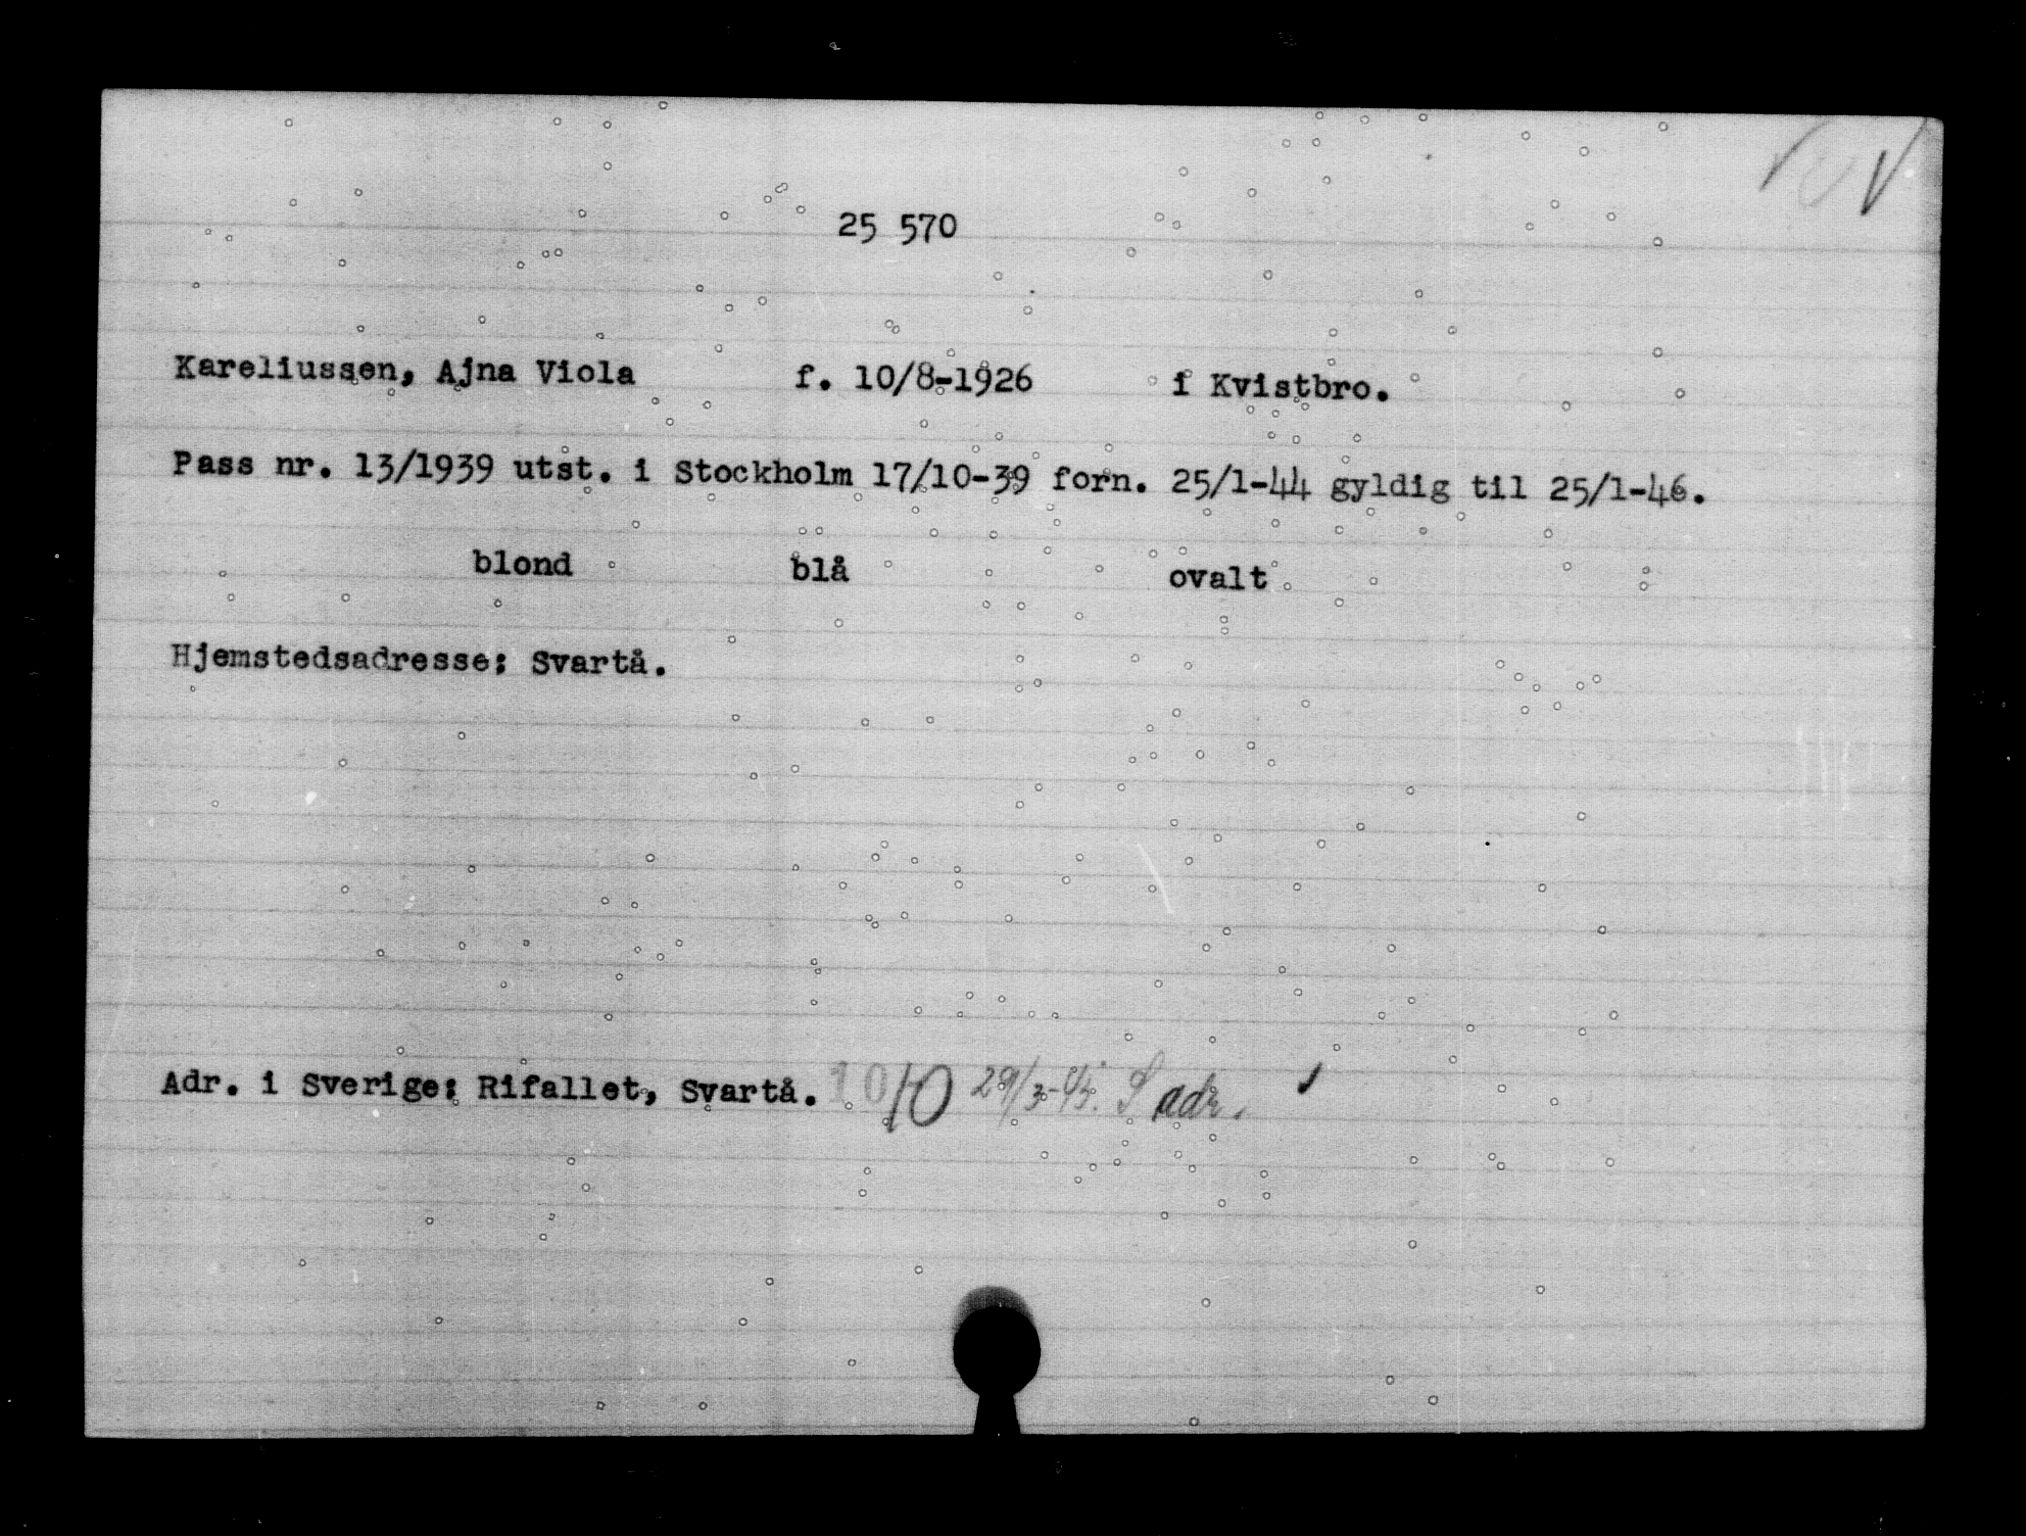 25 570
Kareliussen, Ajna Viola f. 10/8-1926 i Kvistbro.
Pass nr. 13/1939 utst. i Stockholm 17/10-39 forn. 25/1-44 gyldig til 25/1-46.
blond blå ovalt
Hjemstedsadresse: Svartå.
Adr. i Sverige: Rifallet, Svartå. 29/3-45. S adr.